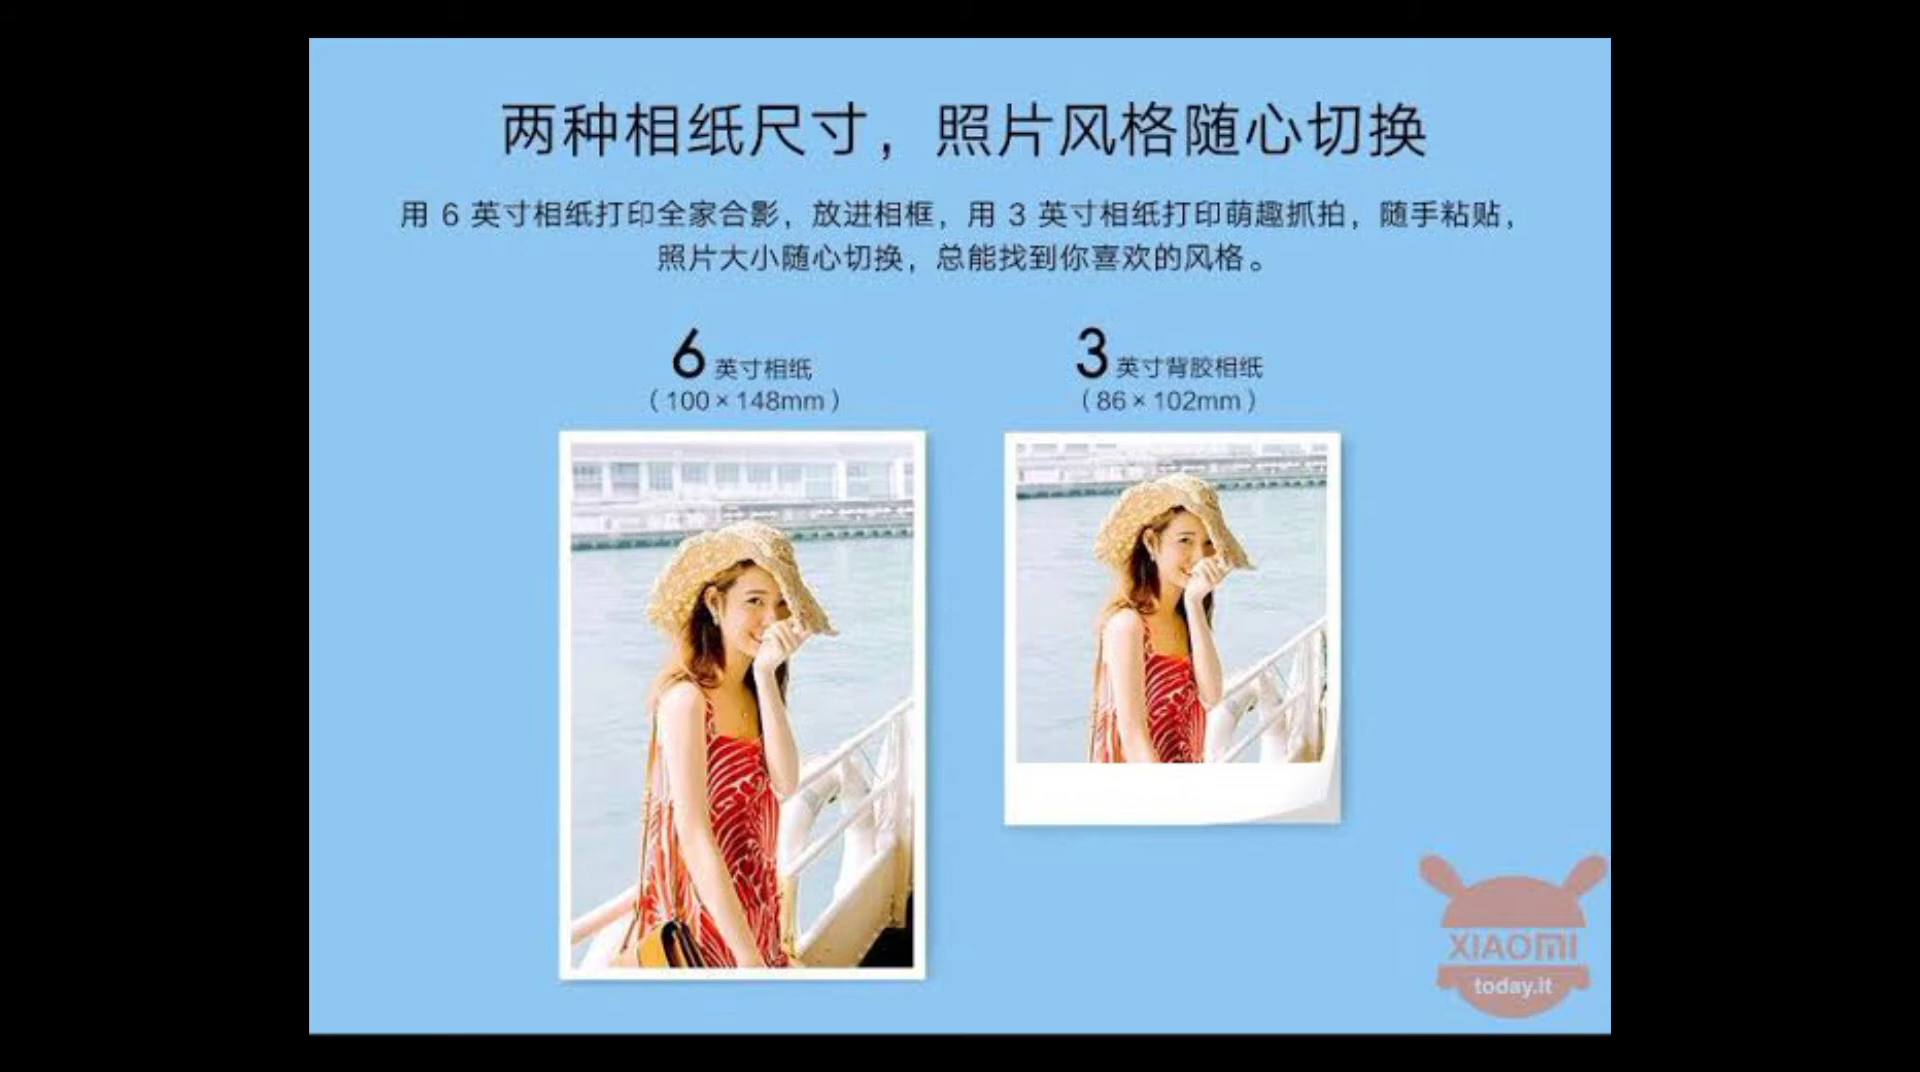 两种相纸尺寸，照片风格随心切换
用 6 英寸相纸打印全家合影，放进相框，用 3 英寸相纸打印萌趣抓拍，随手粘贴，
照片大小随心切换，总能找到你喜欢的风格。
6 英寸相纸
（100×148mm）
3 英寸背胶相纸
（86×102mm）
XIAOMI
today.it